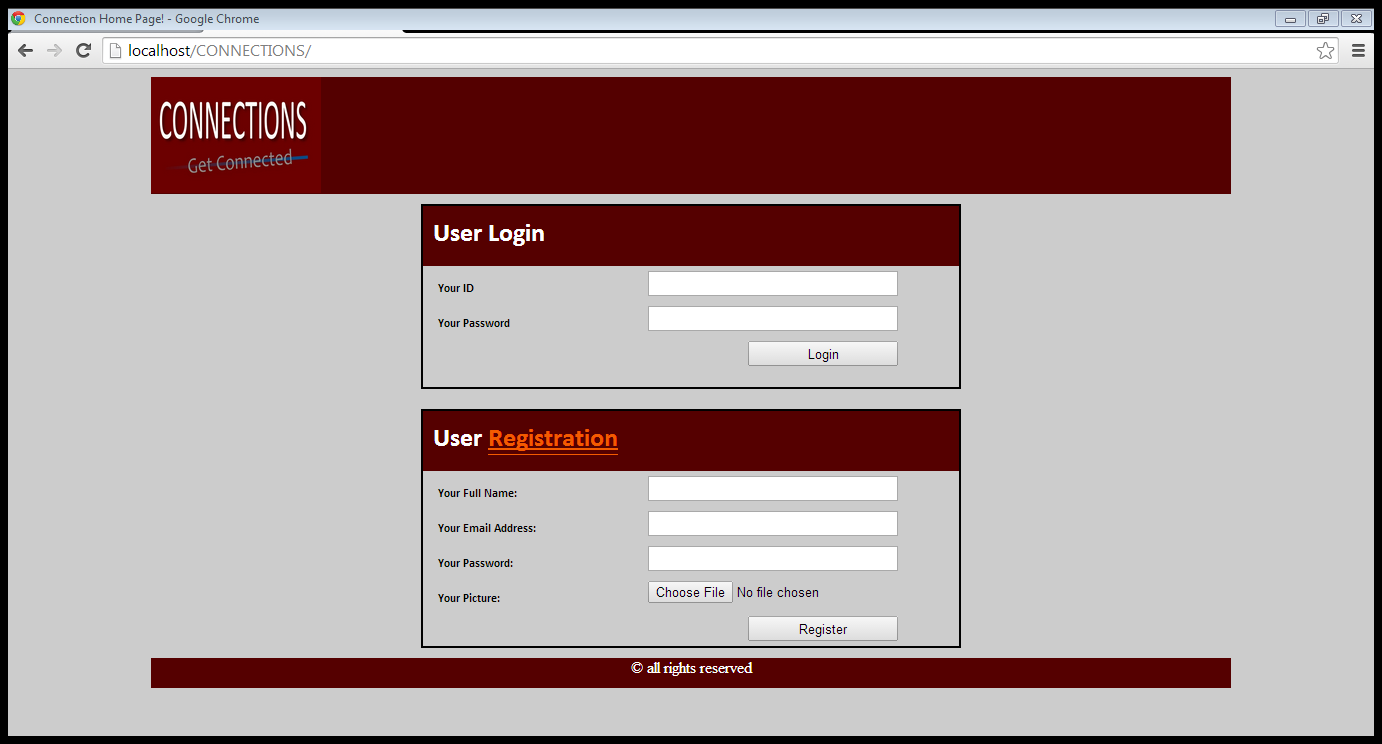 Connection Home Page! - Google Chrome
localhost/CONNECTIONS/
CONNECTIONS
Get Connected
User Login
Your ID
Your Password
Login
User Registration
Your Full Name:
Your Email Address:
Your Password:
Your Picture: Choose File No file chosen
Register
© all rights reserved